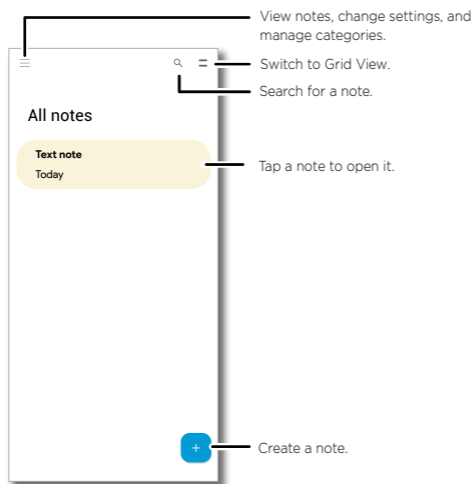 View notes, change settings, and
manage categories.
Switch to Grid View.
Search for a note.
All notes
Text note
Today
Tap a note to open it.
+
Create a note.